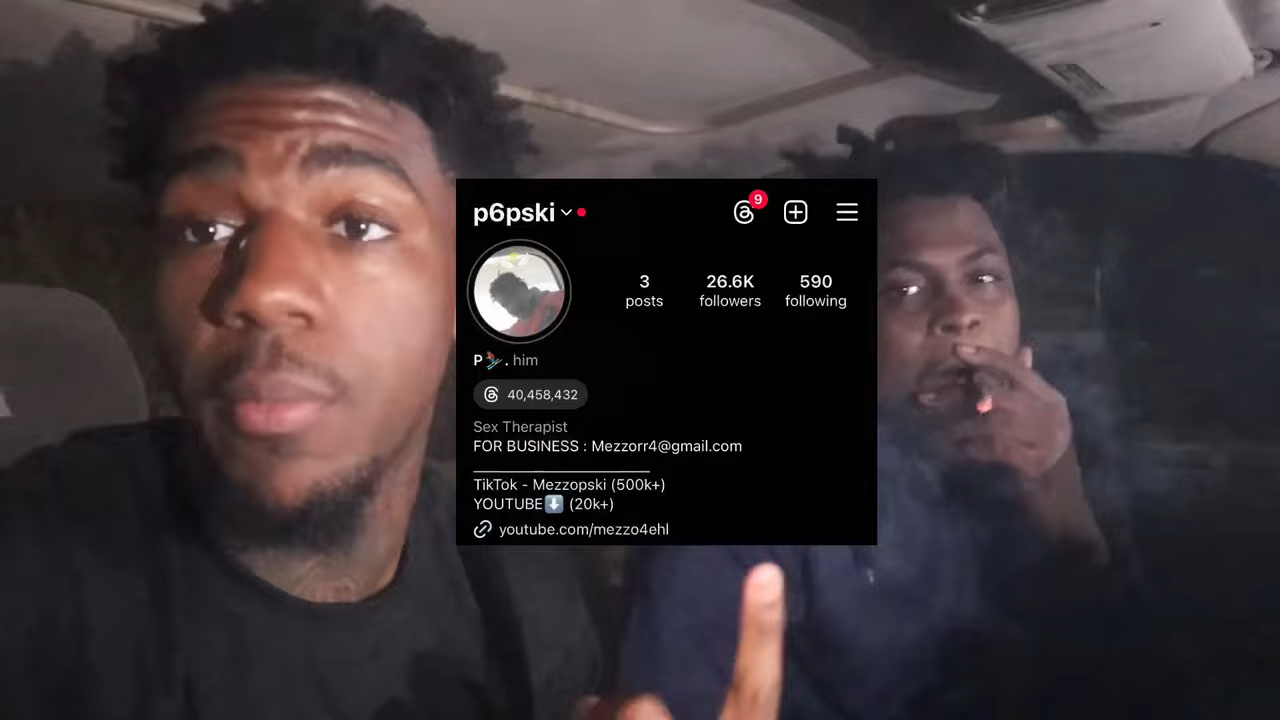 p6pski
9
3
posts
26.6K
followers
590
following
P⛷️. him
40,458,432
Sex Therapist
FOR BUSINESS : Mezzorr4@gmail.com
____________________
TikTok - Mezzopski (500k+)
YOUTUBE⬇️ (20k+)
youtube.com/mezzo4ehl